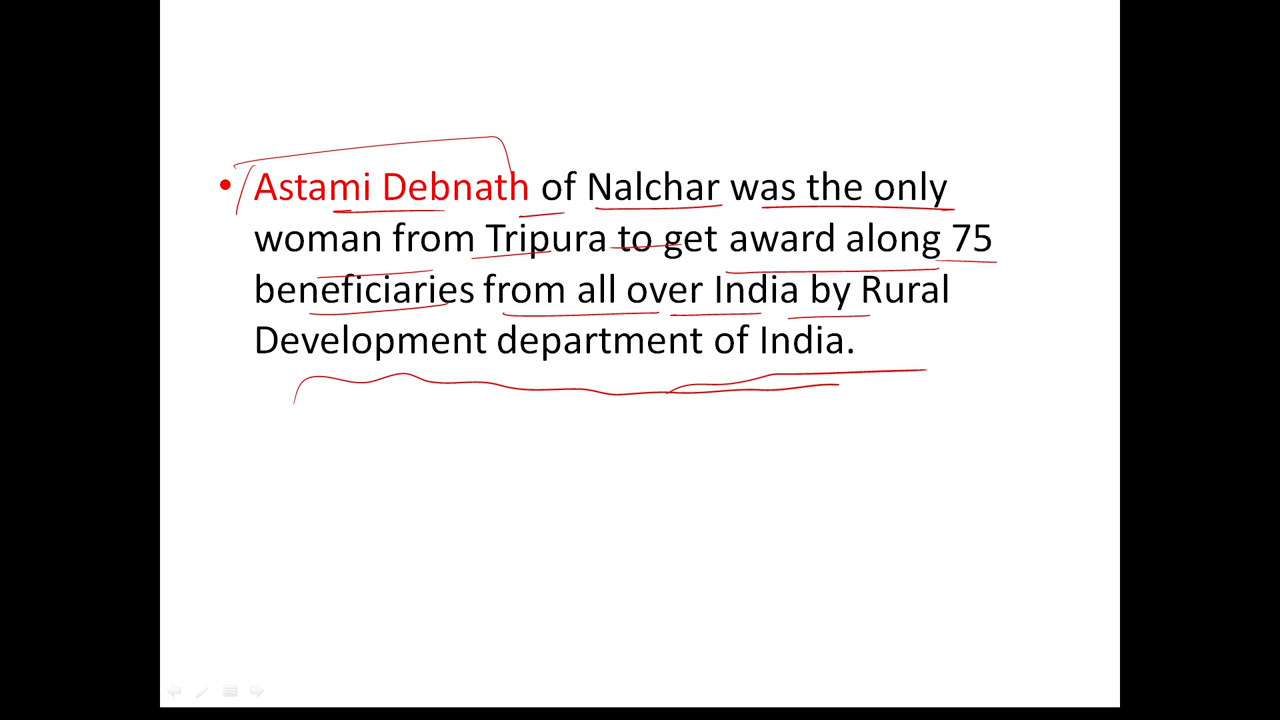 • Astami Debnath of Nalchar was the only
woman from Tripura to get award along 75
beneficiaries from all over India by Rural
Development department of India.